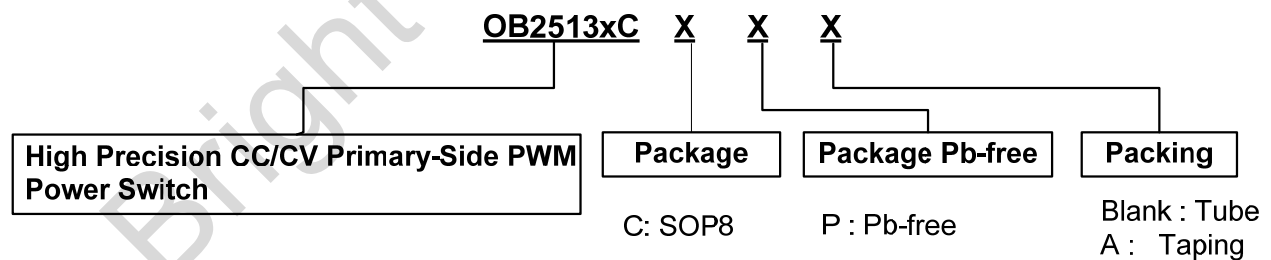 OB2513xC X X X
High Precision CC/CV Primary-Side PWM
Power Switch
Package
C: SOP8
Package Pb-free
P : Pb-free
Packing
Blank : Tube
A : Taping
Bright